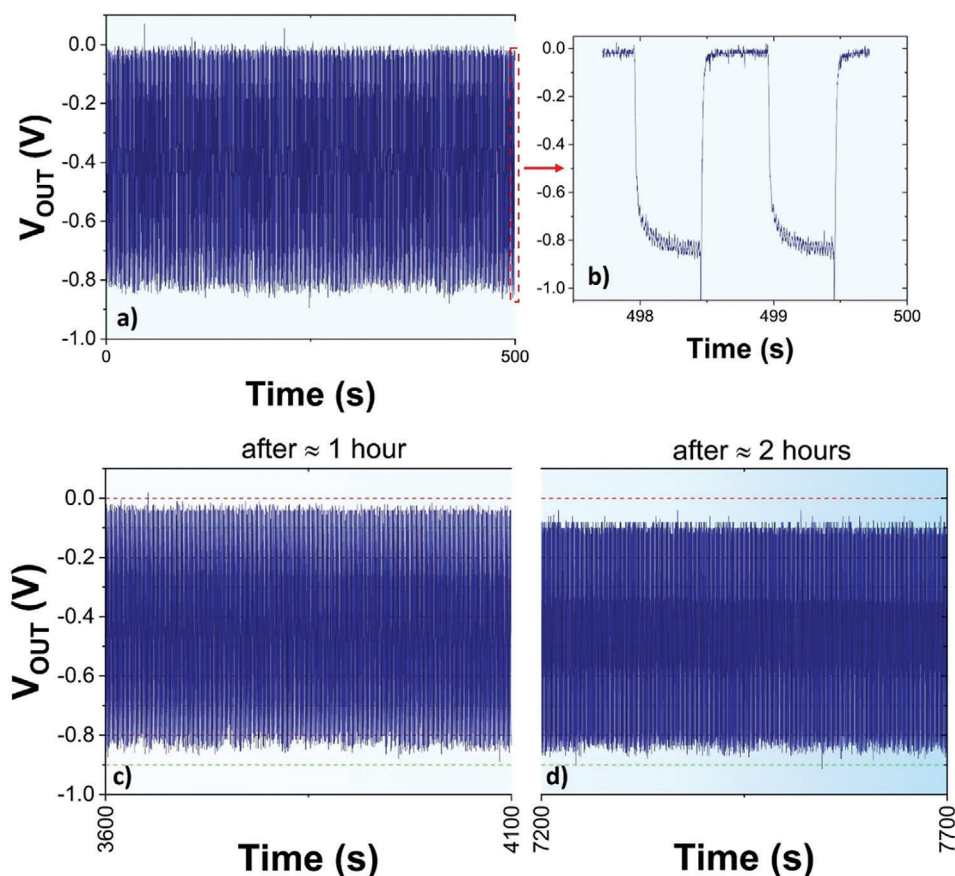 0.0
-0.2
-0.4
-0.6
-0.8
-1.0
V_OUT (V)
a)
0
500
Time (s)
0.0
-0.2
-0.4
-0.6
-0.8
-1.0
b)
498
499
500
Time (s)
after ≈ 1 hour
after ≈ 2 hours
0.0
-0.2
-0.4
-0.6
-0.8
-1.0
V_OUT (V)
c)
d)
3600
4100
7200
7700
Time (s)
Time (s)